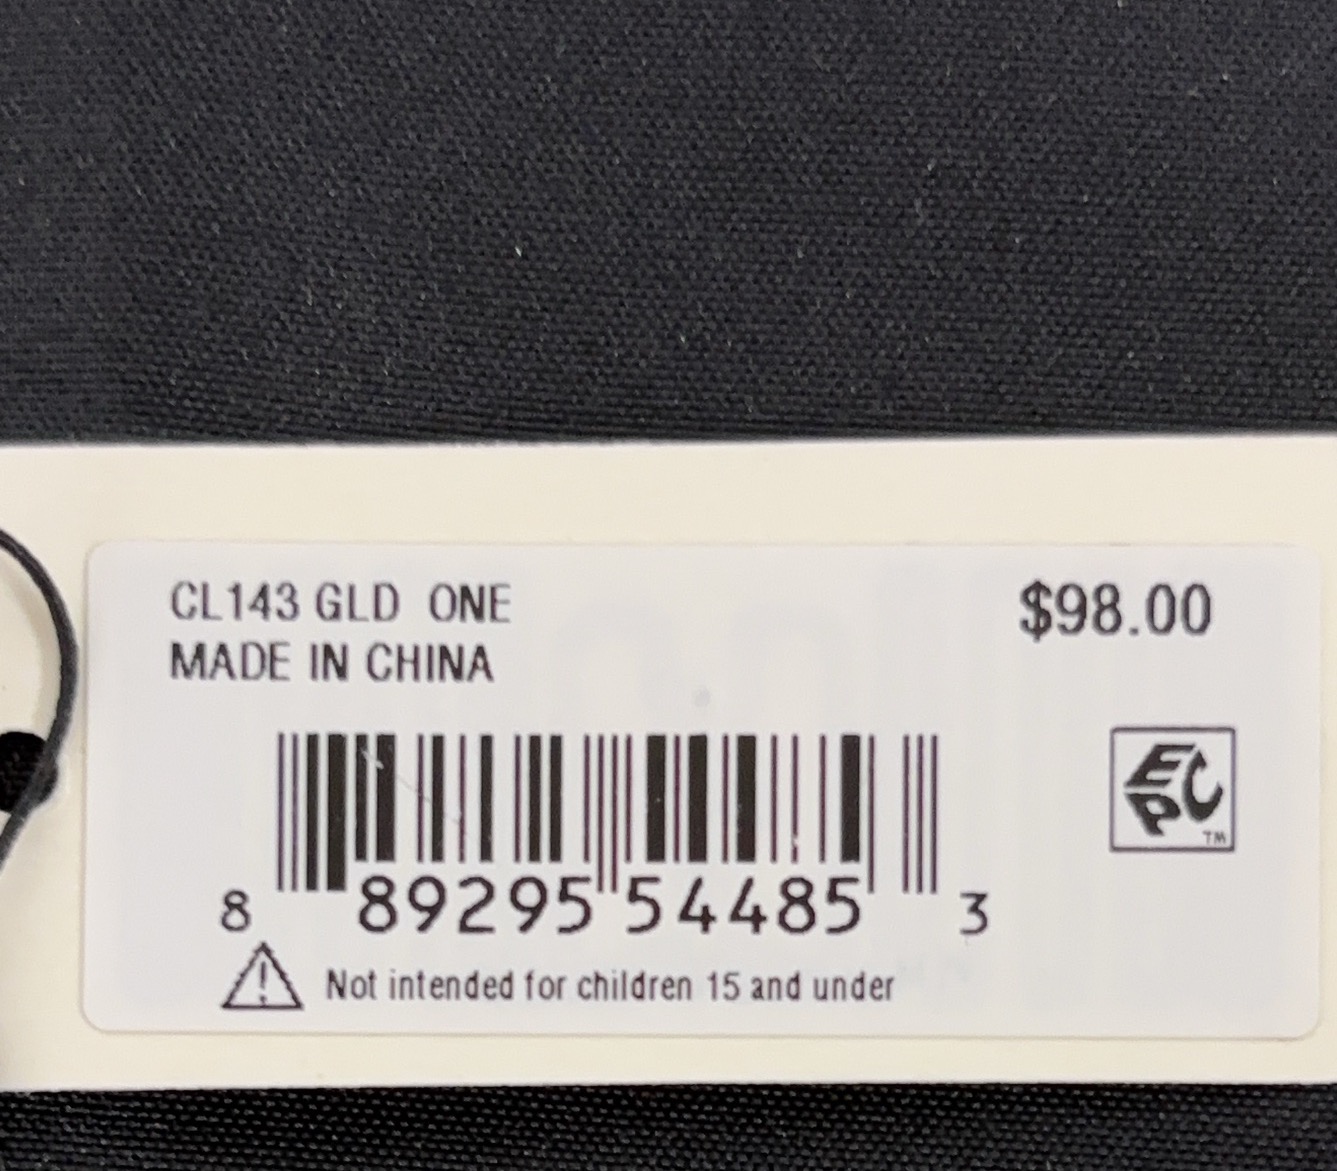 CL143 GLD ONE
$98.00
MADE IN CHINA
EPC
TM
8 89295 54485 3
Not intended for children 15 and under